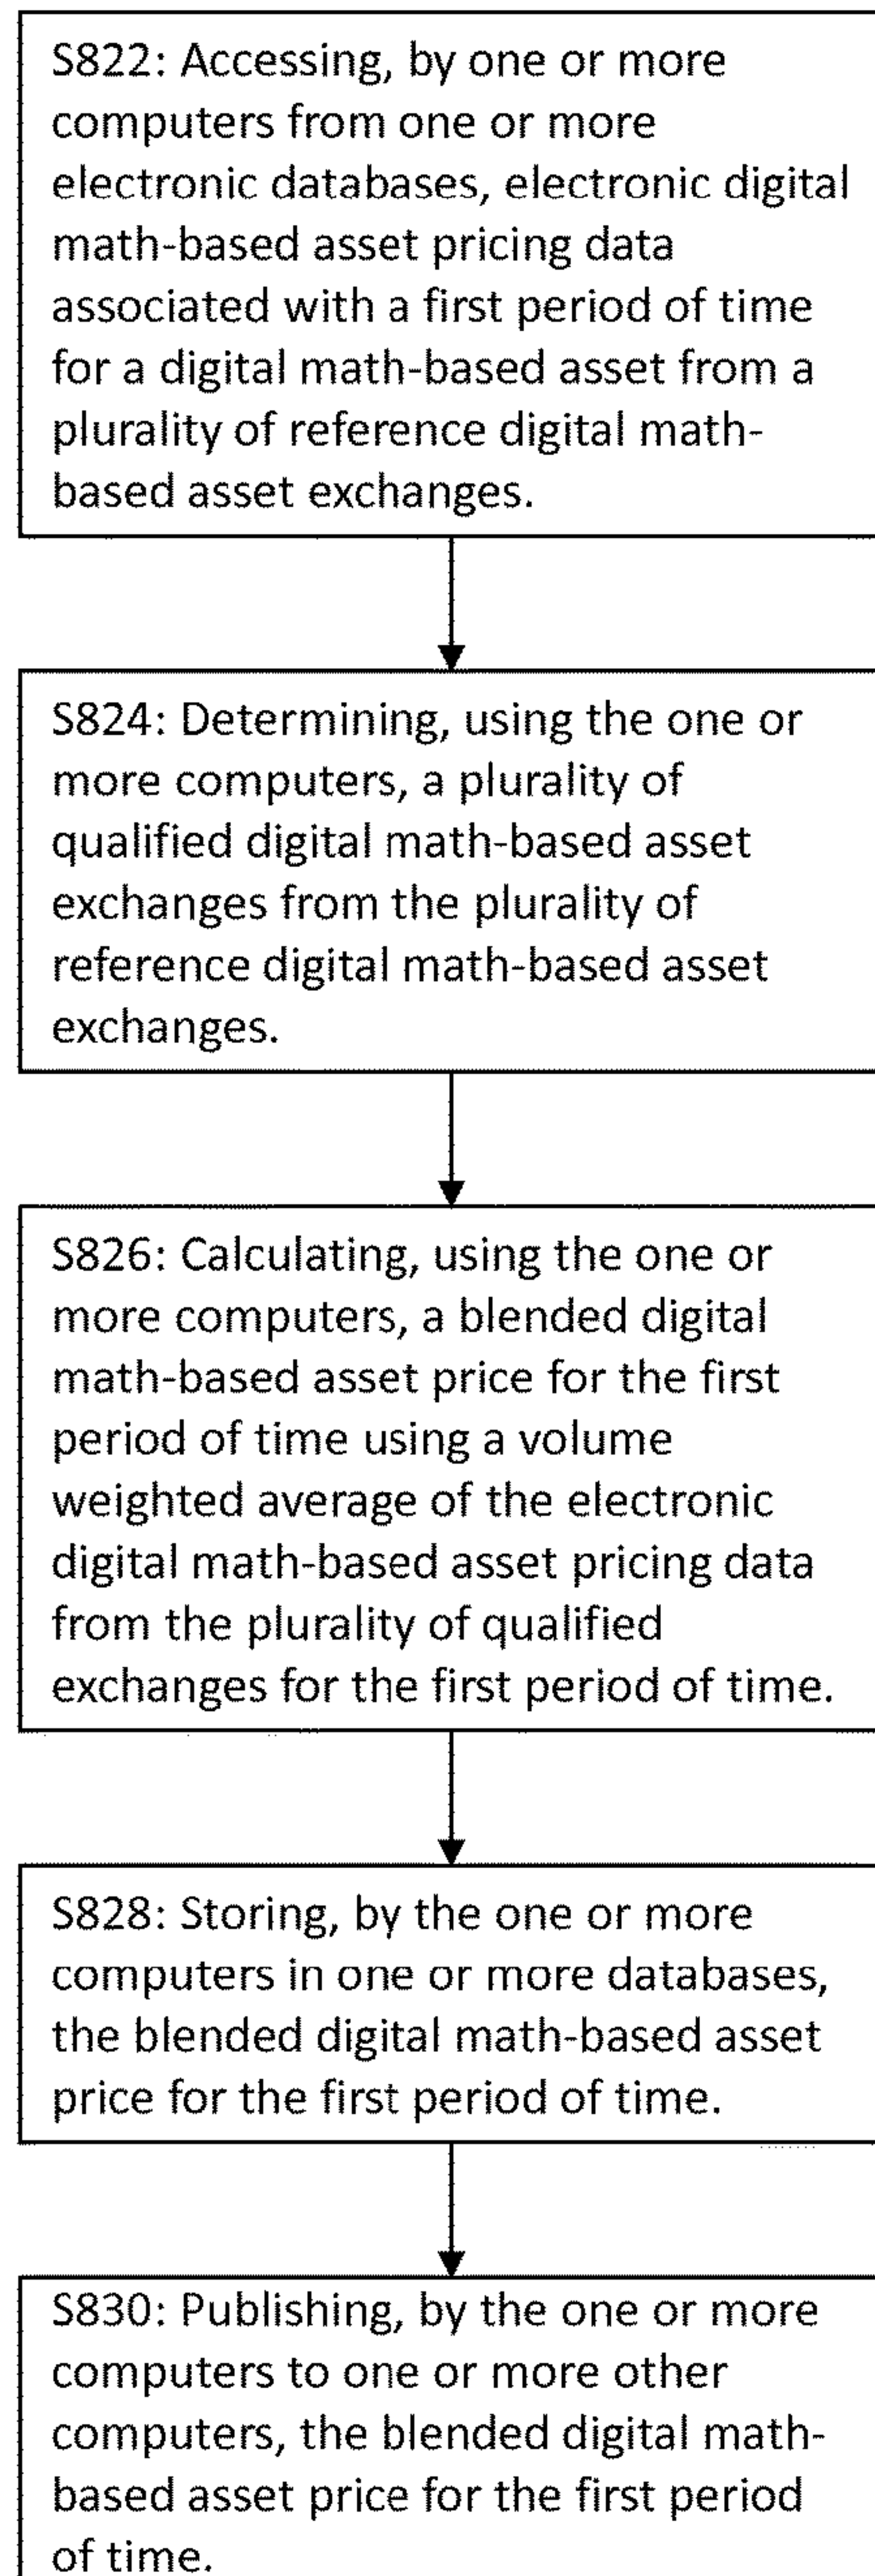 S822: Accessing, by one or more
computers from one or more
electronic databases, electronic digital
math-based asset pricing data
associated with a first period of time
for a digital math-based asset from a
plurality of reference digital math-
based asset exchanges.
S824: Determining, using the one or
more computers, a plurality of
qualified digital math-based asset
exchanges from the plurality of
reference digital math-based asset
exchanges.
S826: Calculating, using the one or
more computers, a blended digital
math-based asset price for the first
period of time using a volume
weighted average of the electronic
digital math-based asset pricing data
from the plurality of qualified
exchanges for the first period of time.
S828: Storing, by the one or more
computers in one or more databases,
the blended digital math-based asset
price for the first period of time.
S830: Publishing, by the one or more
computers to one or more other
computers, the blended digital math-
based asset price for the first period
of time.